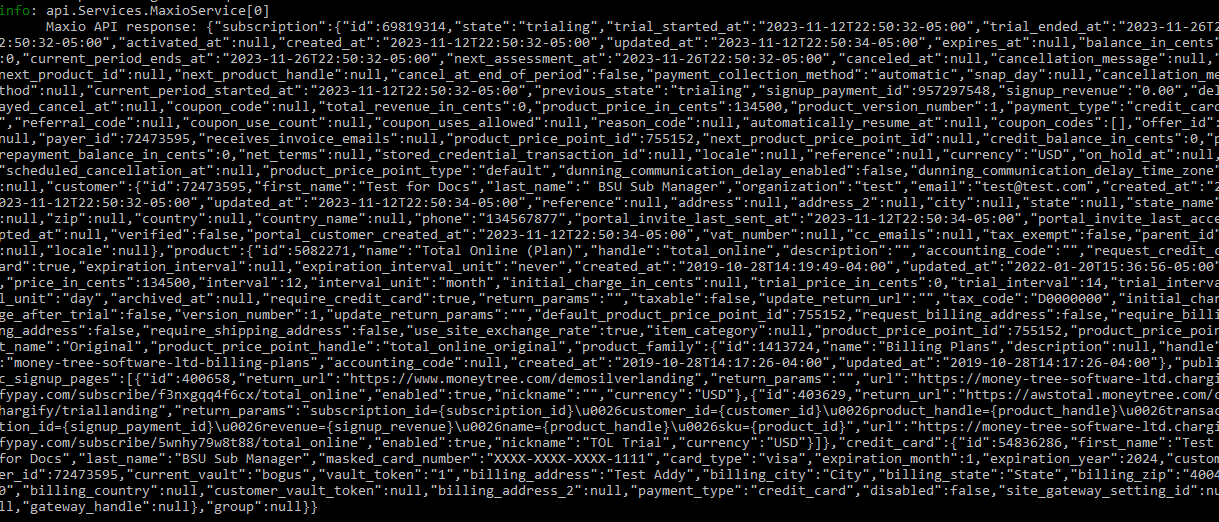 info: api.Services.MaxioService[0]
Maxio API response: {"subscription":{"id":69819314,"state":"trialing","trial_started_at":"2023-11-12T22:50:32-05:00","trial_ended_at":"2023-11-26T2
2:50:32-05:00","activated_at":null,"created_at":"2023-11-12T22:50:32-05:00","updated_at":"2023-11-12T22:50:34-05:00","expires_at":null,"balance_in_cents"
:0,"current_period_ends_at":"2023-11-26T22:50:32-05:00","next_assessment_at":"2023-11-26T22:50:32-05:00","canceled_at":null,"cancellation_message":null,"
next_product_id":null,"next_product_handle":null,"cancel_at_end_of_period":false,"payment_collection_method":"automatic","snap_day":null,"cancellation_me
thod":null,"current_period_started_at":"2023-11-12T22:50:32-05:00","previous_state":"trialing","signup_payment_id":957297548,"signup_revenue":"0.00","del
ayed_cancel_at":null,"coupon_code":null,"total_revenue_in_cents":0,"product_price_in_cents":134500,"product_version_number":1,"payment_type":"credit_card
","referral_code":null,"coupon_use_count":null,"coupon_uses_allowed":null,"reason_code":null,"automatically_resume_at":null,"coupon_codes":[],"offer_id":
null,"payer_id":72473595,"receives_invoice_emails":null,"product_price_point_id":755152,"next_product_price_point_id":null,"credit_balance_in_cents":0,"p
repayment_balance_in_cents":0,"net_terms":null,"stored_credential_transaction_id":null,"locale":null,"reference":null,"currency":"USD","on_hold_at":null,
"scheduled_cancellation_at":null,"product_price_point_type":"default","dunning_communication_delay_enabled":false,"dunning_communication_delay_time_zone"
:null,"customer":{"id":72473595,"first_name":"Test for Docs","last_name":" BSU Sub Manager","organization":"test","email":"test@test.com","created_at":"2
023-11-12T22:50:32-05:00","updated_at":"2023-11-12T22:50:34-05:00","reference":null,"address":null,"address_2":null,"city":null,"state":null,"state_name"
:null,"zip":null,"country":null,"country_name":null,"phone":"134567877","portal_invite_last_sent_at":"2023-11-12T22:50:34-05:00","portal_invite_last_acce
pted_at":null,"verified":false,"portal_customer_created_at":"2023-11-12T22:50:34-05:00","vat_number":null,"cc_emails":null,"tax_exempt":false,"parent_id"
:null,"locale":null},"product":{"id":5082271,"name":"Total Online (Plan)","handle":"total_online","description":"","accounting_code":"","request_credit_c
ard":true,"expiration_interval":null,"expiration_interval_unit":"never","created_at":"2019-10-28T14:19:49-04:00","updated_at":"2022-01-20T15:36:56-05:00"
,"price_in_cents":134500,"interval":12,"interval_unit":"month","initial_charge_in_cents":null,"trial_price_in_cents":0,"trial_interval":14,"trial_interva
l_unit":"day","archived_at":null,"require_credit_card":true,"return_params":"","taxable":false,"update_return_url":"","tax_code":"D0000000","initial_char
ge_after_trial":false,"version_number":1,"update_return_params":"","default_product_price_point_id":755152,"request_billing_address":false,"require_billi
ng_address":false,"require_shipping_address":false,"use_site_exchange_rate":true,"item_category":null,"product_price_point_id":755152,"product_price_poin
t_name":"Original","product_price_point_handle":"total_online_original","product_family":{"id":1413724,"name":"Billing Plans","description":null,"handle"
:"money-tree-software-ltd-billing-plans","accounting_code":null,"created_at":"2019-10-28T14:17:26-04:00","updated_at":"2019-10-28T14:17:26-04:00"},"publi
c_signup_pages":[{"id":400658,"return_url":"https://www.moneytree.com/demosilverlanding","return_params":"","url":"https://money-tree-software-ltd.chargi
fypay.com/subscribe/f3nxgqq4f6cx/total_online","enabled":true,"nickname":"","currency":"USD"},{"id":403629,"return_url":"https://awstotal.moneytree.com/c
hargify/triallanding","return_params":"subscription_id={subscription_id}\u0026customer_id={customer_id}\u0026product_handle={product_handle}\u0026transac
tion_id={signup_payment_id}\u0026revenue={signup_revenue}\u0026name={product_handle}\u0026sku={product_id}","url":"https://money-tree-software-ltd.chargi
fypay.com/subscribe/5wnhy79w8t88/total_online","enabled":true,"nickname":"TOL Trial","currency":"USD"}]},"credit_card":{"id":54836286,"first_name":"Test
for Docs","last_name":"BSU Sub Manager","masked_card_number":"XXXX-XXXX-XXXX-1111","card_type":"visa","expiration_month":1,"expiration_year":2024,"custom
er_id":72473595,"current_vault":"bogus","vault_token":"1","billing_address":"Test Addy","billing_city":"City","billing_state":"State","billing_zip":"4004
0","billing_country":null,"customer_vault_token":null,"billing_address_2":null,"payment_type":"credit_card","disabled":false,"site_gateway_setting_id":nu
ll,"gateway_handle":null},"group":null}}